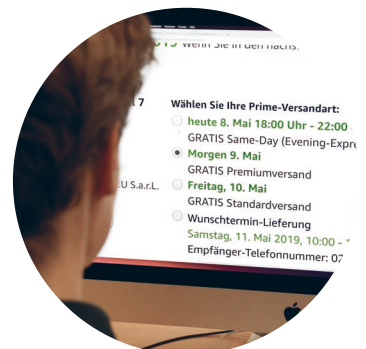 Wenn Sie in den nächs.
l 7
Wählen Sie Ihre Prime-Versandart:
heute 8. Mai 18:00 Uhr - 22:00
GRATIS Same-Day (Evening-Expre
Morgen 9. Mai
GRATIS Premiumversand
EU S.a.r.L.
Freitag, 10. Mai
GRATIS Standardversand
Wunschtermin-Lieferung
Samstag, 11. Mai 2019, 10:00 -
Empfänger-Telefonnummer: